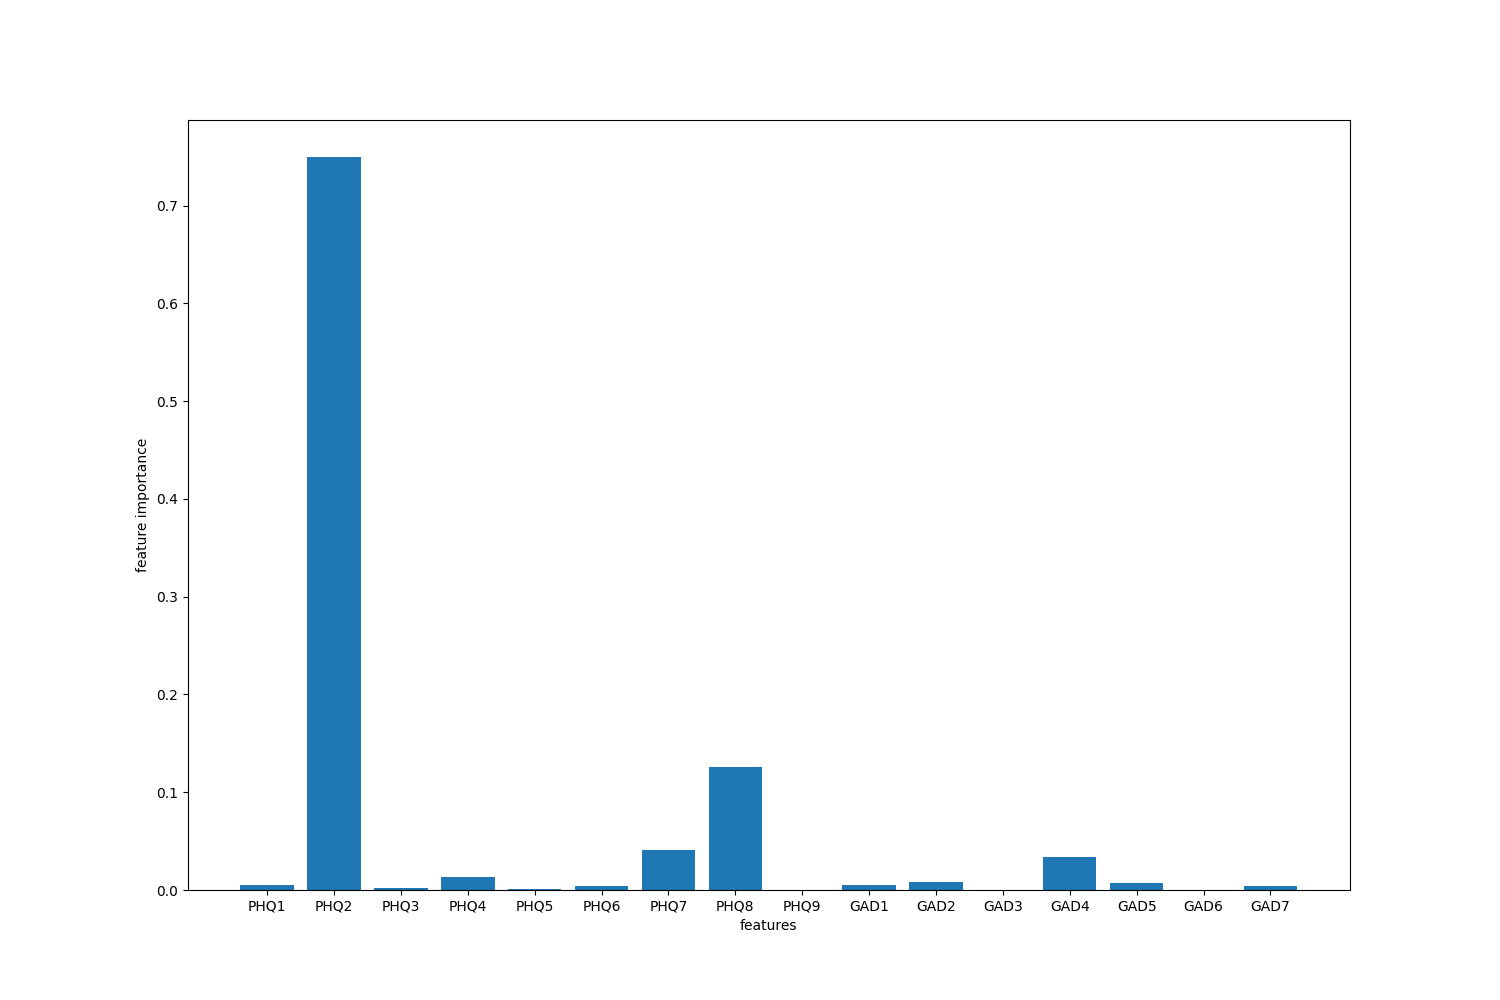 feature importance
0.7
0.6
0.5
0.4
0.3
0.2
0.1
0.0
PHQ1 PHQ2 PHQ3 PHQ4 PHQ5 PHQ6 PHQ7 PHQ8 PHQ9 GAD1 GAD2 GAD3 GAD4 GAD5 GAD6 GAD7
features